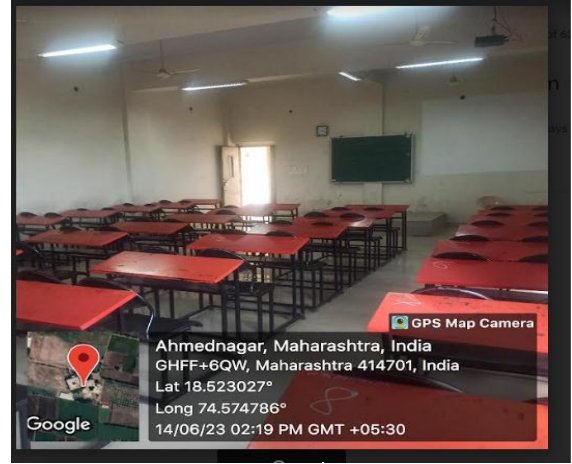 GPS Map Camera
Ahmednagar, Maharashtra, India
GHFF+6QW, Maharashtra 414701, India
Lat 18.523027°
Long 74.574786°
14/06/23 02:19 PM GMT +05:30
Google